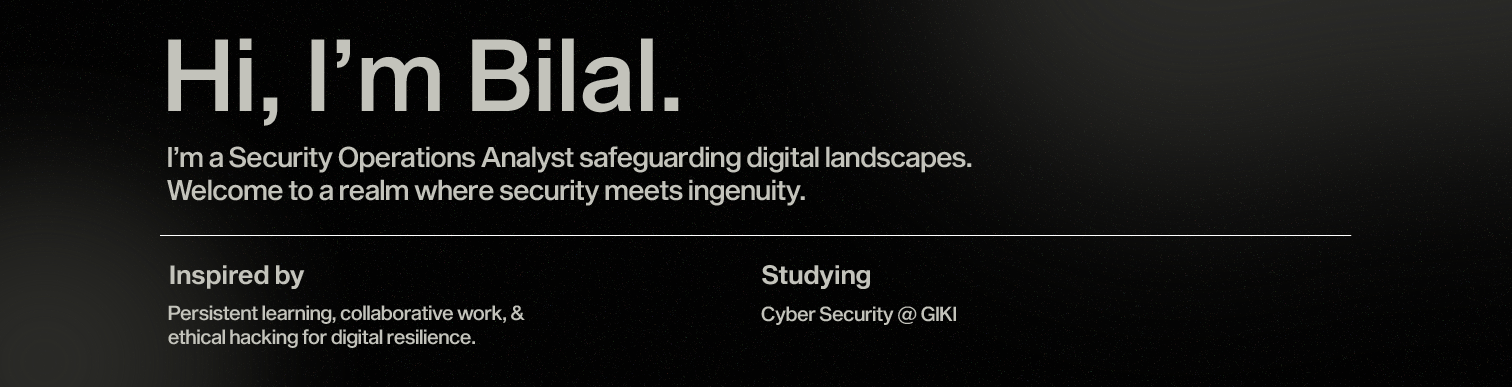 Hi, I’m Bilal.
I’m a Security Operations Analyst safeguarding digital landscapes.
Welcome to a realm where security meets ingenuity.
Inspired by
Persistent learning, collaborative work, &
ethical hacking for digital resilience.
Studying
Cyber Security @ GIKI